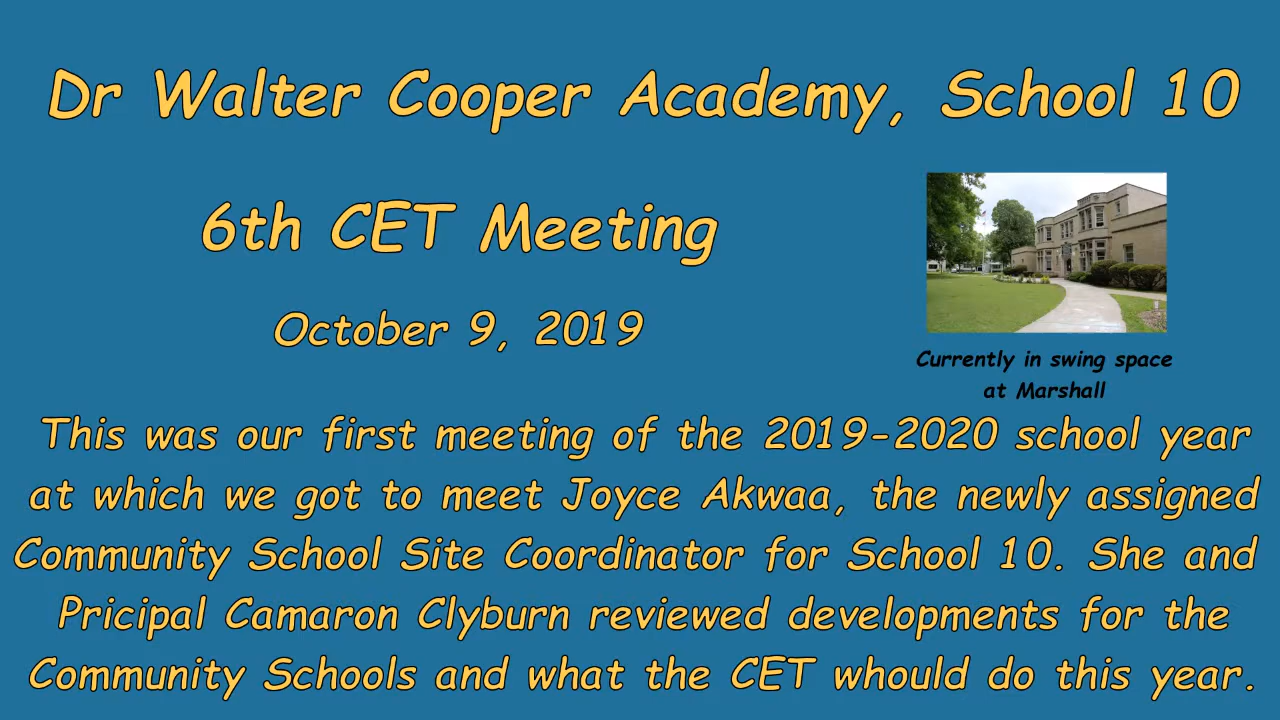 Dr Walter Cooper Academy, School 10
6th CET Meeting
October 9, 2019
Currently in swing space
at Marshall
This was our first meeting of the 2019-2020 school year
at which we got to meet Joyce Akwaa, the newly assigned
Community School Site Coordinator for School 10. She and
Pricipal Camaron Clyburn reviewed developments for the
Community Schools and what the CET whould do this year.